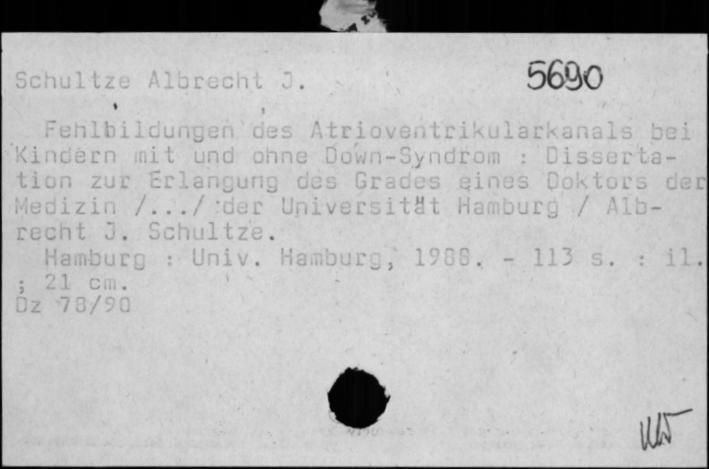 5690
Schultze Albrecht J.
Fehlbildungen des Atrioventrikularkanals bei
Kindern mit und ohne Down-Syndrom : Disserta-
tion zur Erlangung des Grades eines Doktors der
Medizin /.../ der Universität Hamburg / Alb-
recht J. Schultze.
Hamburg : Univ. Hamburg, 1988. - 113 s. : il.
; 21 cm.
Dz 78/90